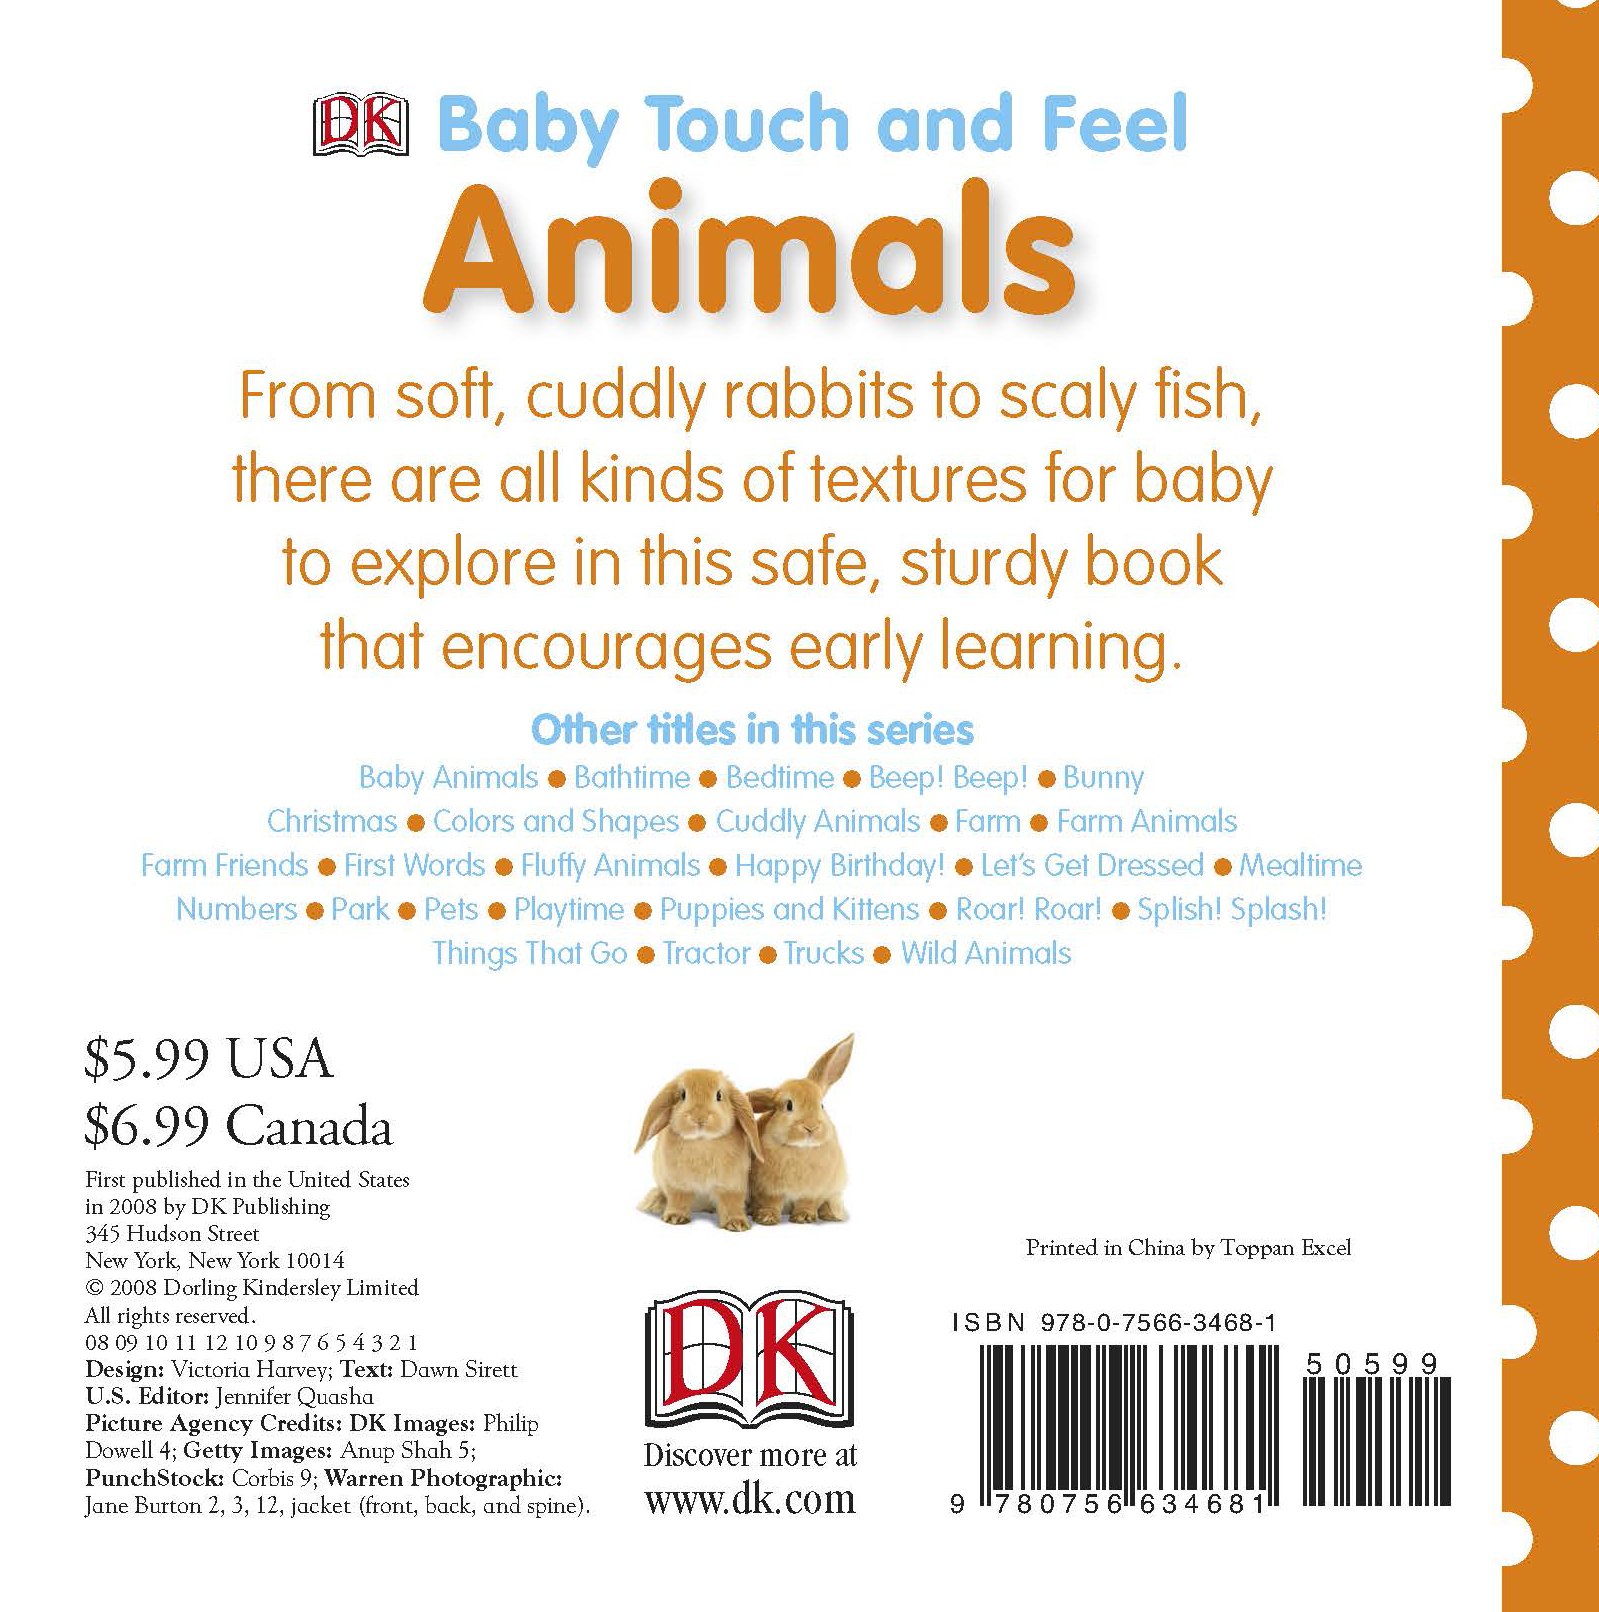 DK Baby Touch and Feel
Animals
From soft, cuddly rabbits to scaly fish,
there are all kinds of textures for baby
to explore in this safe, sturdy book
that encourages early learning.
Other titles in this series
Baby Animals ● Bathtime ● Bedtime ● Beep! Beep! ● Bunny
Christmas ● Colors and Shapes ● Cuddly Animals ● Farm ● Farm Animals
Farm Friends ● First Words ● Fluffy Animals ● Happy Birthday! ● Let's Get Dressed ● Mealtime
Numbers ● Park ● Pets ● Playtime ● Puppies and Kittens ● Roar! Roar! ● Splish! Splash!
Things That Go ● Tractor ● Trucks ● Wild Animals
$5.99 USA
$6.99 Canada
First published in the United States
in 2008 by DK Publishing
345 Hudson Street
New York, New York 10014
© 2008 Dorling Kindersley Limited
All rights reserved.
08 09 10 11 12 10 9 8 7 6 5 4 3 2 1
Design: Victoria Harvey; Text: Dawn Sirett
U.S. Editor: Jennifer Quasha
Picture Agency Credits: DK Images: Philip
Dowell 4; Getty Images: Anup Shah 5;
PunchStock: Corbis 9; Warren Photographic:
Jane Burton 2, 3, 12, jacket (front, back, and spine).
DK
Discover more at
www.dk.com
Printed in China by Toppan Excel
ISBN 978-0-7566-3468-1
50599
9 780756 634681